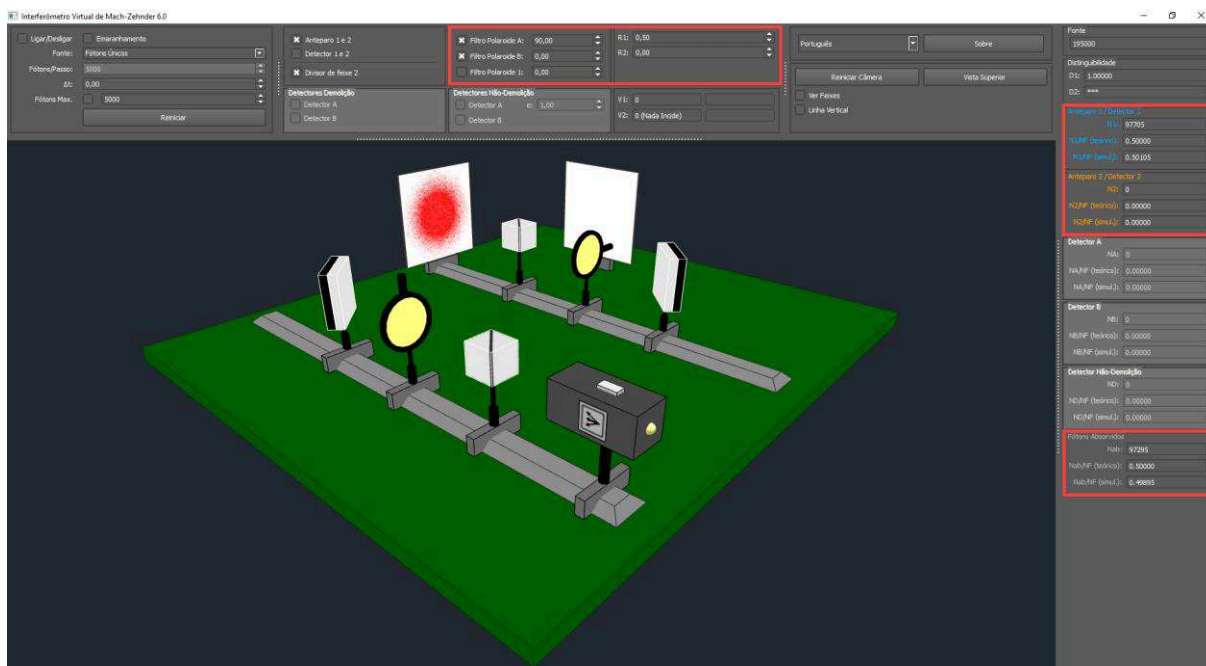 Interferômetro Virtual de Mach-Zehnder 6.0
Ligar/Desligar Emaranhamento
Fonte: Fótons Únicos
Fótons/Passo: 5000
Δt: 0,00
Fótons Max. 5000
Reiniciar
Anteparo 1 e 2
Detector 1 e 2
Divisor de feixe 2
Detectores Demolição
Detector A
Detector B
Filtro Polaroide A: 90,00
Filtro Polaroide B: 0,00
Filtro Polaroide 1: 0,00
Detectores Não-Demolição
Detector A e: 1,00
Detector B
R1: 0,50
R2: 0,00
V1: 0
V2: 0 (Nada Incide)
Português Sobre
Reiniciar Câmera Vista Superior
Ver Feixes
Linha Vertical
Fonte
195000
Distinguibilidade
D1: 1.00000
D2: ***
Anteparo 1 / Detector 1
N1: 97705
N1/NF (teórico): 0.50000
N1/NF (simul.): 0.50105
Anteparo 2 / Detector 2
N2: 0
N2/NF (teórico): 0.00000
N2/NF (simul.): 0.00000
Detector A
NA: 0
NA/NF (teórico): 0.00000
NA/NF (simul.): 0.00000
Detector B
NB: 0
NB/NF (teórico): 0.00000
NB/NF (simul.): 0.00000
Detector Não-Demolição
ND: 0
ND/NF (teórico): 0.00000
ND/NF (simul.): 0.00000
Fótons Absorvidos
Nab: 97295
Nab/NF (teórico): 0.50000
Nab/NF (simul.): 0.49895